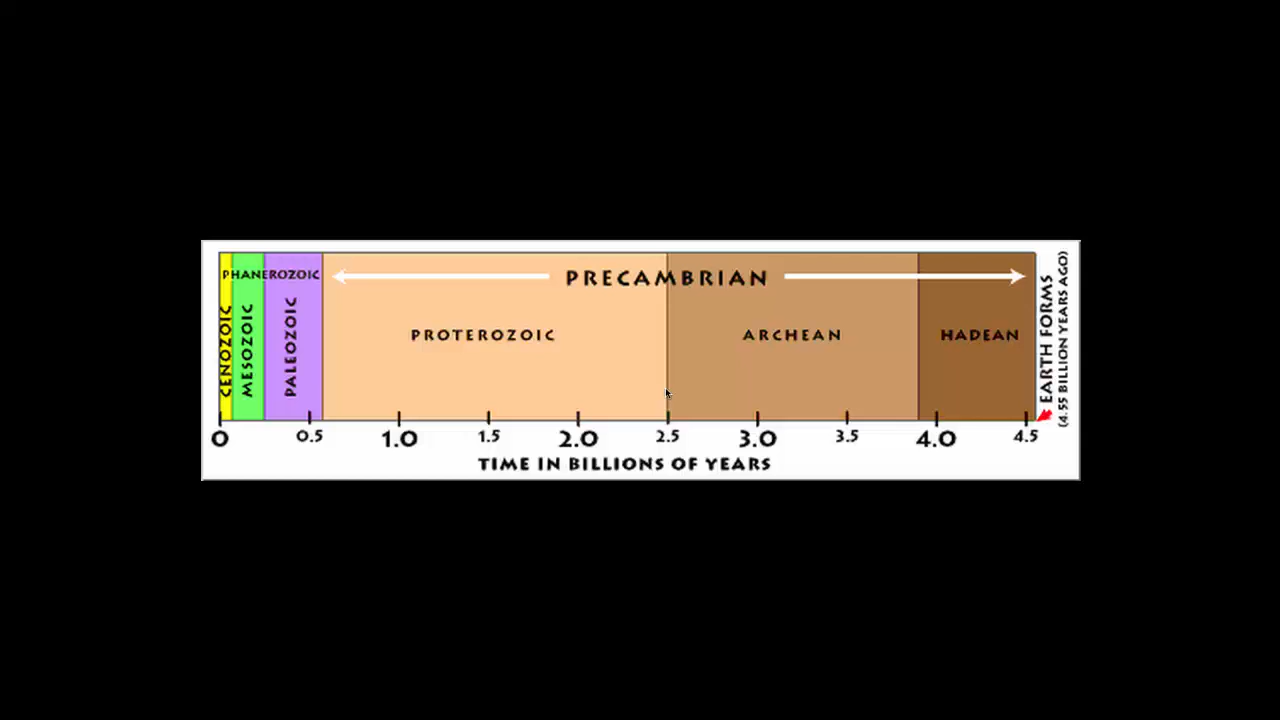 PHANEROZOIC
PRECAMBRIAN
CENOZOIC
MESOZOIC
PALEOZOIC
PROTEROZOIC
ARCHEAN
HADEAN
EARTH FORMS
(4.55 BILLION YEARS AGO)
0 0.5 1.0 1.5 2.0 2.5 3.0 3.5 4.0 4.5
TIME IN BILLIONS OF YEARS